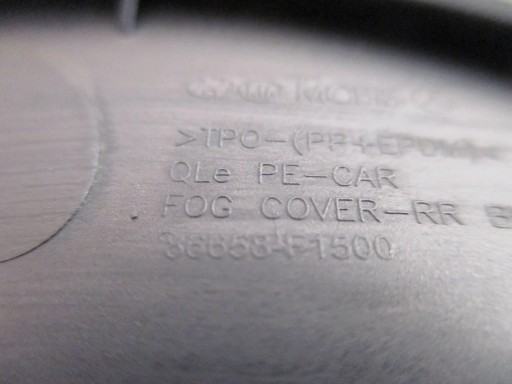 >TPO-(PP+EPDM)<
QLe PE-CAR
FOG COVER-RR
86658-F1500